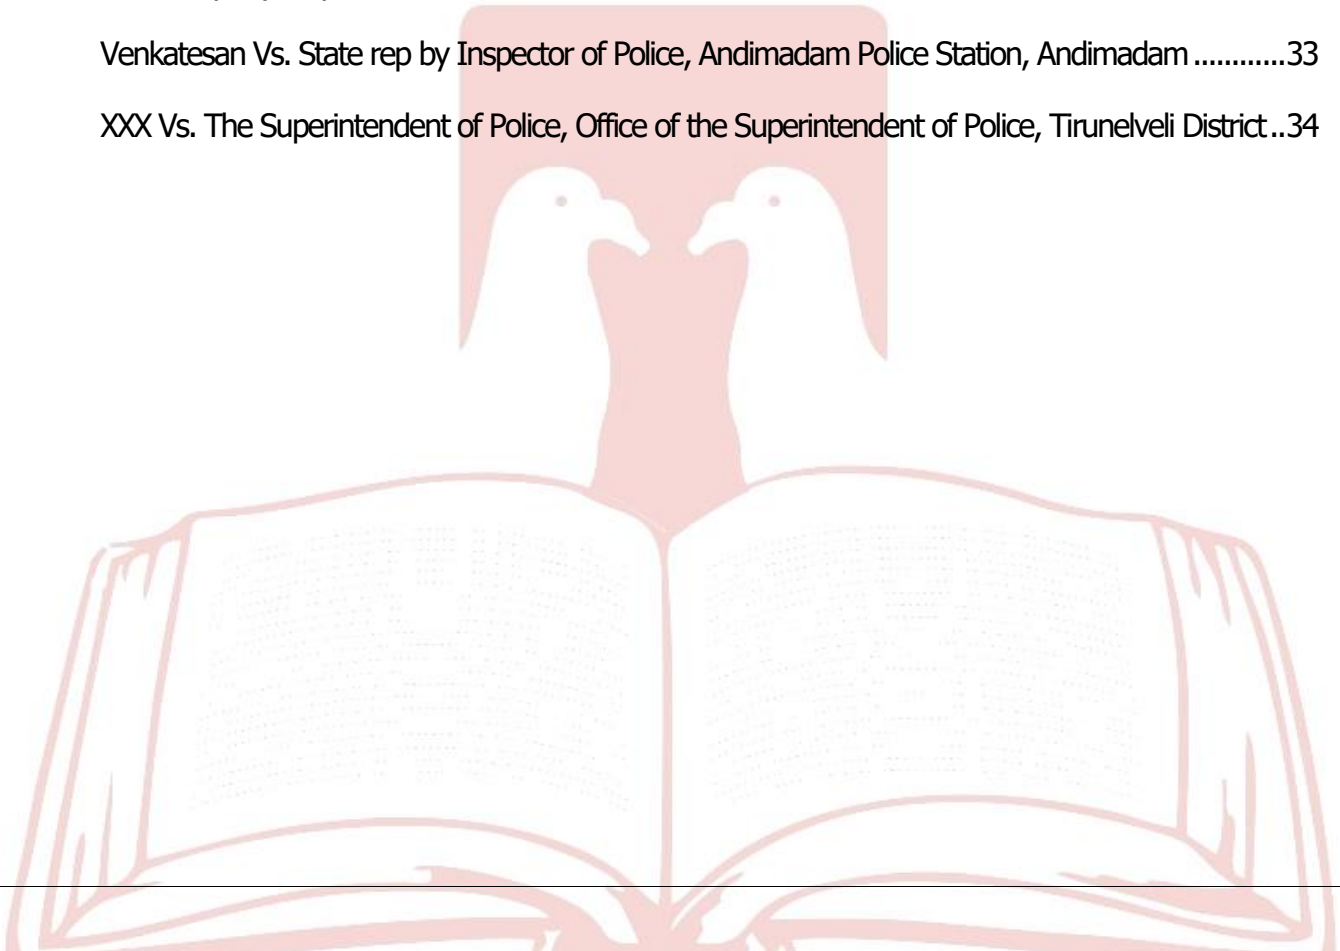 Venkatesan Vs. State rep by Inspector of Police, Andimadam Police Station, Andimadam ............33
XXX Vs. The Superintendent of Police, Office of the Superintendent of Police, Tirunelveli District ..34